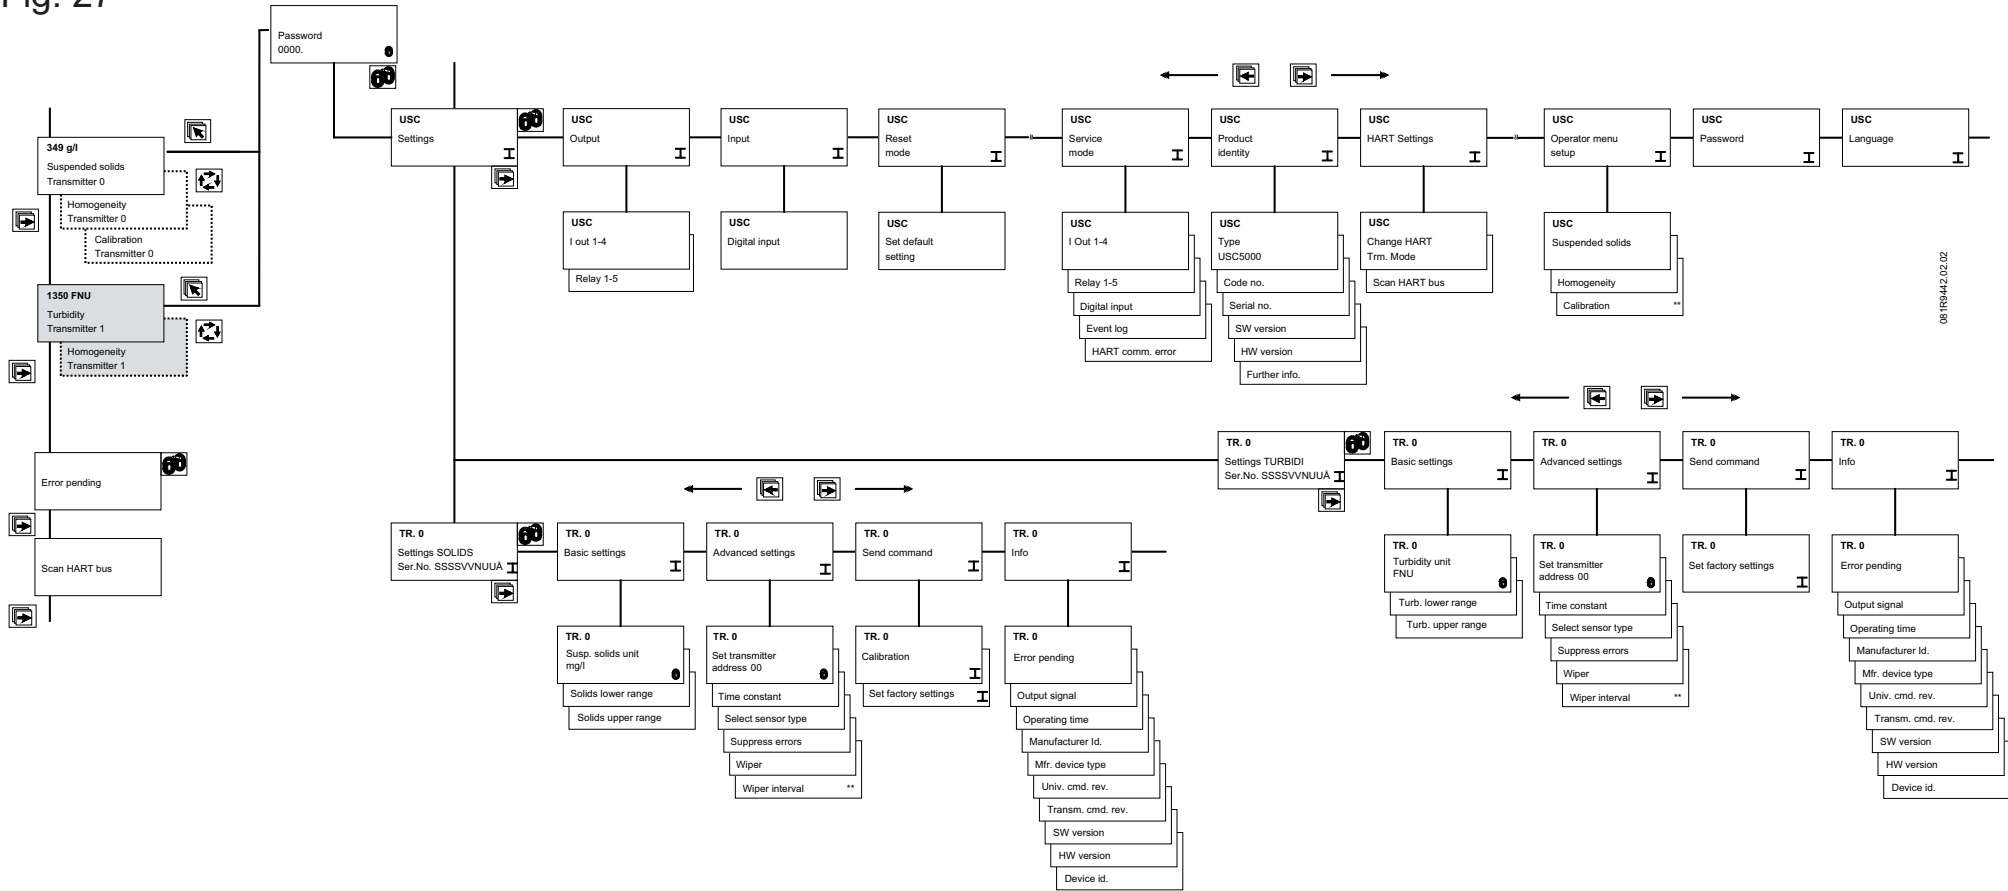 Fig. 27
Password
0000.
349 g/l
Suspended solids
Transmitter 0
Homogeneity
Transmitter 0
Calibration
Transmitter 0
1350 FNU
Turbidity
Transmitter 1
Homogeneity
Transmitter 1
Error pending
Scan HART bus
USC
Settings
USC
Output
USC
Input
USC
Reset
mode
USC
Service
mode
USC
Product
identity
USC
HART Settings
USC
Operator menu
setup
USC
Password
USC
Language
USC
I out 1-4
Relay 1-5
USC
Digital input
USC
Set default
setting
USC
I Out 1-4
Relay 1-5
Digital input
Event log
HART comm. error
USC
Type
USC5000
Code no.
Serial no.
SW version
HW version
Further info.
USC
Change HART
Trm. Mode
Scan HART bus
USC
Suspended solids
Homogeneity
Calibration **
081R9442.02.02
TR. 0
Settings TURBIDI
Ser.No. SSSSVVNUUÅ
TR. 0
Basic settings
TR. 0
Advanced settings
TR. 0
Send command
TR. 0
Info
TR. 0
Turbidity unit
FNU
Turb. lower range
Turb. upper range
TR. 0
Set transmitter
address 00
Time constant
Select sensor type
Suppress errors
Wiper
Wiper interval **
TR. 0
Set factory settings
TR. 0
Error pending
Output signal
Operating time
Manufacturer Id.
Mfr. device type
Univ. cmd. rev.
Transm. cmd. rev.
SW version
HW version
Device id.
TR. 0
Settings SOLIDS
Ser.No. SSSSVVNUUÅ
TR. 0
Basic settings
TR. 0
Advanced settings
TR. 0
Send command
TR. 0
Info
TR. 0
Susp. solids unit
mg/l
Solids lower range
Solids upper range
TR. 0
Set transmitter
address 00
Time constant
Select sensor type
Suppress errors
Wiper
Wiper interval **
TR. 0
Calibration
Set factory settings
TR. 0
Error pending
Output signal
Operating time
Manufacturer Id.
Mfr. device type
Univ. cmd. rev.
Transm. cmd. rev.
SW version
HW version
Device id.